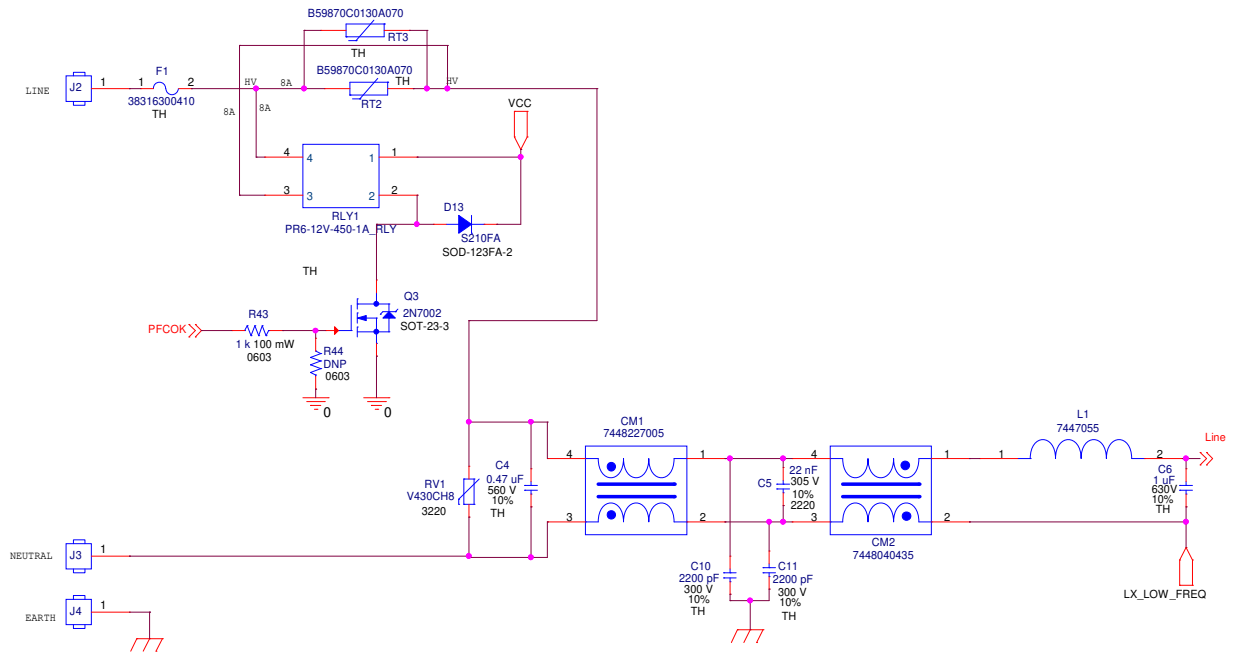 B59870C0130A070
RT3
TH
B59870C0130A070
TH
RT2
LINE
J2
1
1
F1
2
38316300410
TH
HV
8A
HV
8A
8A
VCC
4
4
1
1
3
3
2
2
RLY1
PR6-12V-450-1A_RLY
D13
S210FA
SOD-123FA-2
TH
Q3
2N7002
SOT-23-3
PFCOK
R43
1 k 100 mW
0603
R44
DNP
0603
0
0
CM1
7448227005
4
1
3
2
RV1
V430CH8
3220
C4
0.47 uF
560 V
10%
TH
22 nF
305 V
C5
10%
2220
4
1
3
2
CM2
7448040435
L1
7447055
1
2
Line
C6
1 uF
630V
10%
TH
LX_LOW_FREQ
NEUTRAL
J3
1
C10
2200 pF
300 V
10%
TH
C11
2200 pF
300 V
10%
TH
EARTH
J4
1